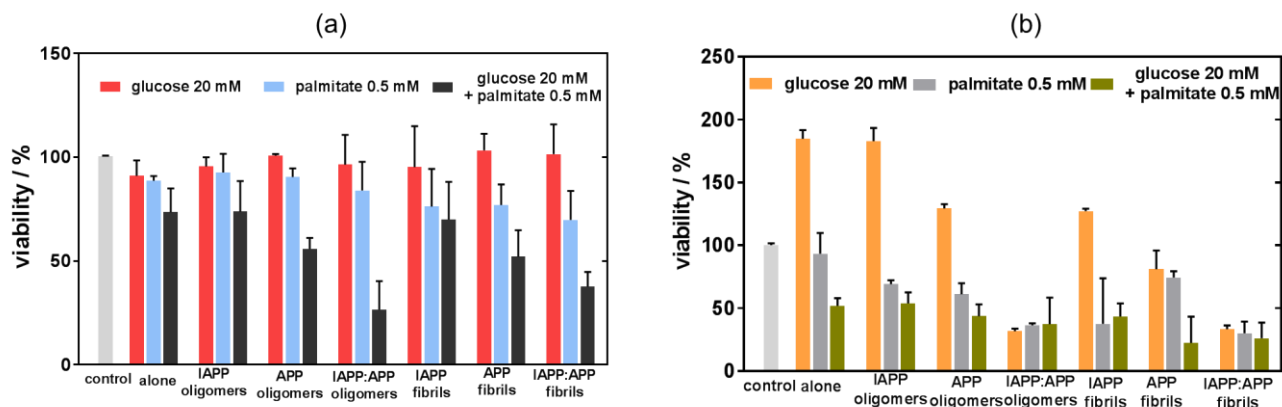 (a)
150
100
50
0
viability / %
glucose 20 mM
palmitate 0.5 mM
glucose 20 mM
+ palmitate 0.5 mM
control
alone
IAPP
oligomers
APP
oligomers
IAPP:APP
oligomers
IAPP
fibrils
APP
fibrils
IAPP:APP
fibrils
(b)
250
200
150
100
50
0
viability / %
glucose 20 mM
palmitate 0.5 mM
glucose 20 mM
+ palmitate 0.5 mM
control
alone
IAPP
oligomers
APP
oligomers
IAPP:APP
oligomers
IAPP
fibrils
APP
fibrils
IAPP:APP
fibrils